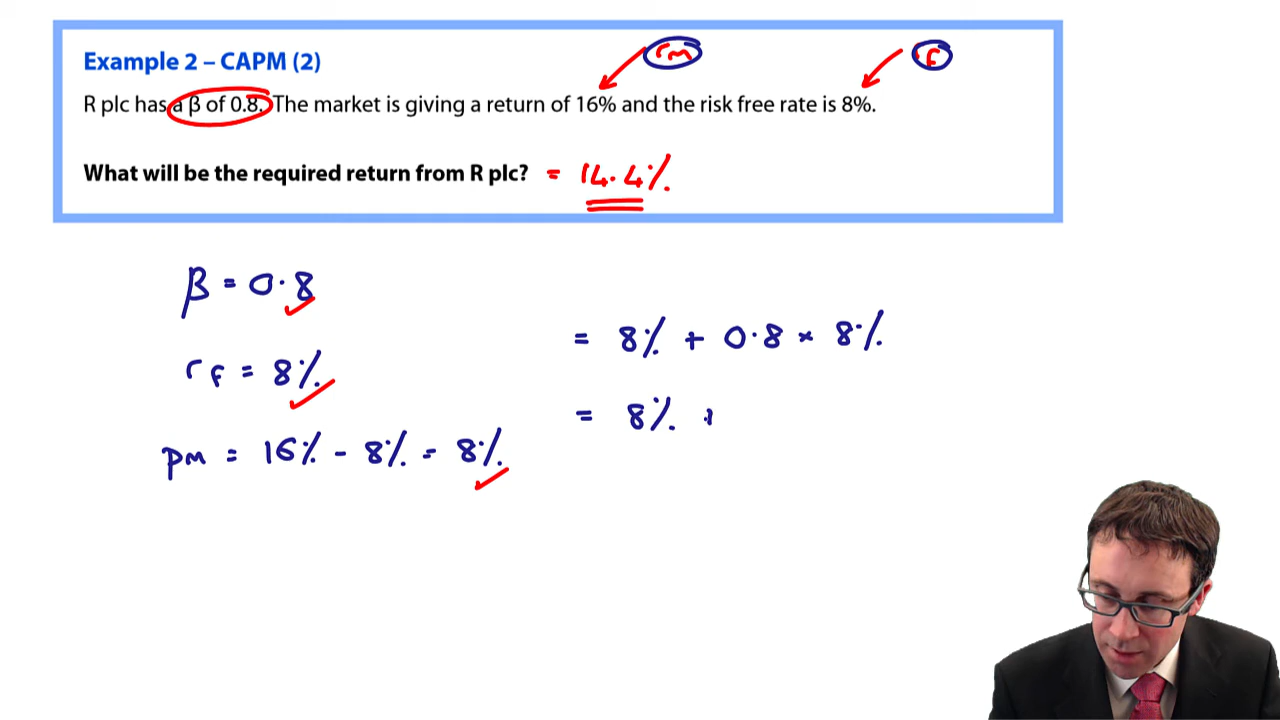 Example 2 – CAPM (2)
rm
rf
R plc has a β of 0.8. The market is giving a return of 16% and the risk free rate is 8%.
What will be the required return from R plc? = 14.4%
β = 0.8
= 8% + 0.8 × 8%
rf = 8%
= 8% +
pm = 16% - 8% = 8%